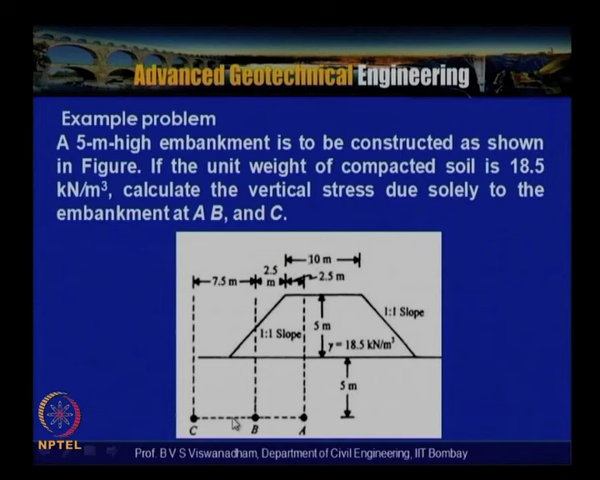 Advanced Geotechnical Engineering
Example problem
A 5-m-high embankment is to be constructed as shown
in Figure. If the unit weight of compacted soil is 18.5
kN/m³, calculate the vertical stress due solely to the
embankment at A B, and C.
10 m
2.5
m
7.5 m
2.5 m
1:1 Slope
5 m
1:1 Slope
γ = 18.5 kN/m³
5 m
C
B
A
NPTEL
Prof. B V S Viswanadham, Department of Civil Engineering, IIT Bombay